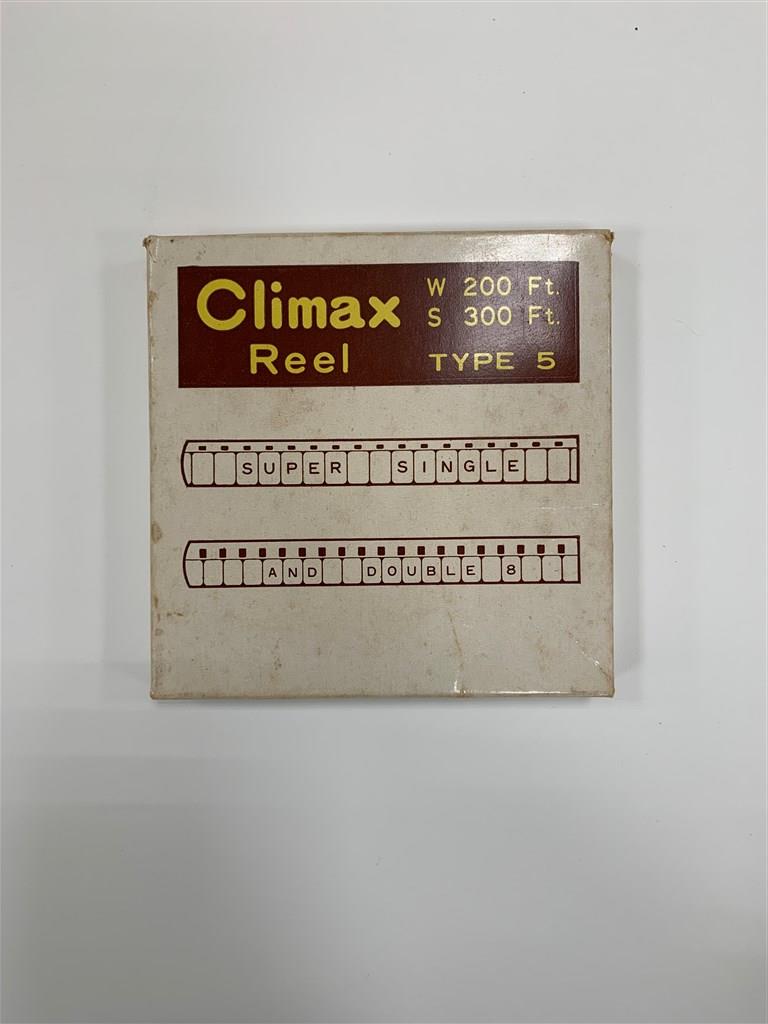 Climax
Reel
W 200 Ft.
S 300 Ft.
TYPE 5
SUPER SINGLE
AND DOUBLE 8